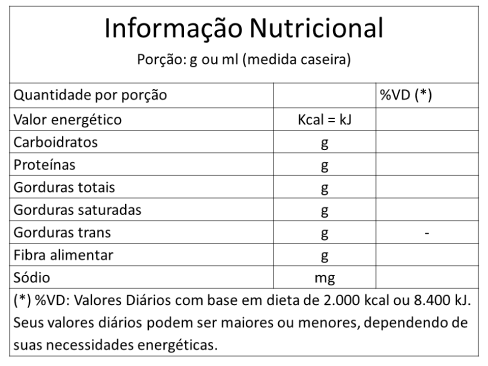 Informação Nutricional
Porção: g ou ml (medida caseira)
Quantidade por porção %VD (*)
Valor energético Kcal = kJ
Carboidratos g
Proteínas g
Gorduras totais g
Gorduras saturadas g
Gorduras trans g -
Fibra alimentar g
Sódio mg
(*) %VD: Valores Diários com base em dieta de 2.000 kcal ou 8.400 kJ.
Seus valores diários podem ser maiores ou menores, dependendo de
suas necessidades energéticas.